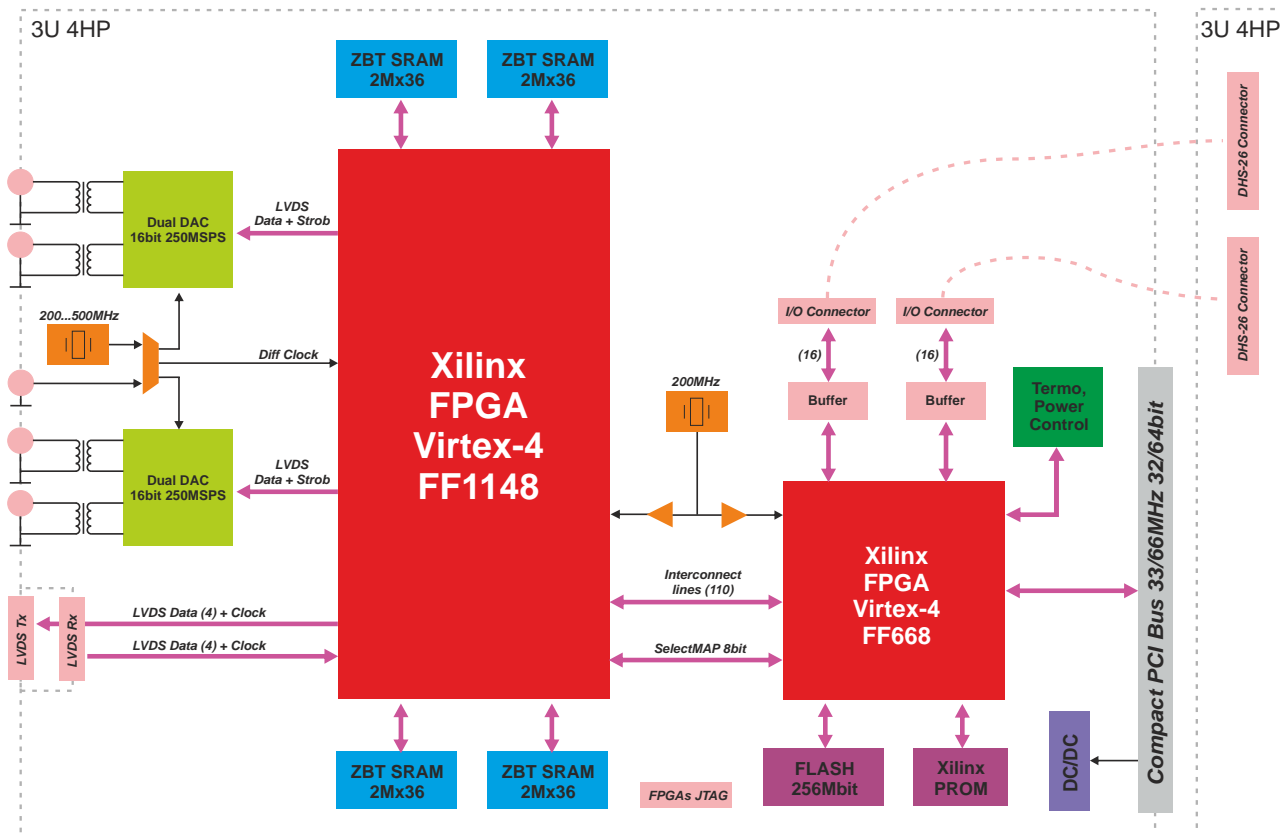 3U 4HP
3U 4HP
ZBT SRAM
2Mx36
ZBT SRAM
2Mx36
DHS-26 Connector
Dual DAC
16bit 250MSPS
LVDS
Data + Strob
DHS-26 Connector
200...500MHz
I/O Connector
I/O Connector
Diff Clock
(16)
(16)
Xilinx
FPGA
Virtex-4
FF1148
200MHz
Buffer
Buffer
Termo,
Power
Control
Compact PCI Bus 33/66MHz 32/64bit
Dual DAC
16bit 250MSPS
LVDS
Data + Strob
Xilinx
FPGA
Virtex-4
FF668
Interconnect
lines (110)
LVDS Tx
LVDS Rx
LVDS Data (4) + Clock
LVDS Data (4) + Clock
SelectMAP 8bit
ZBT SRAM
2Mx36
ZBT SRAM
2Mx36
FPGAs JTAG
FLASH
256Mbit
Xilinx
PROM
DC/DC